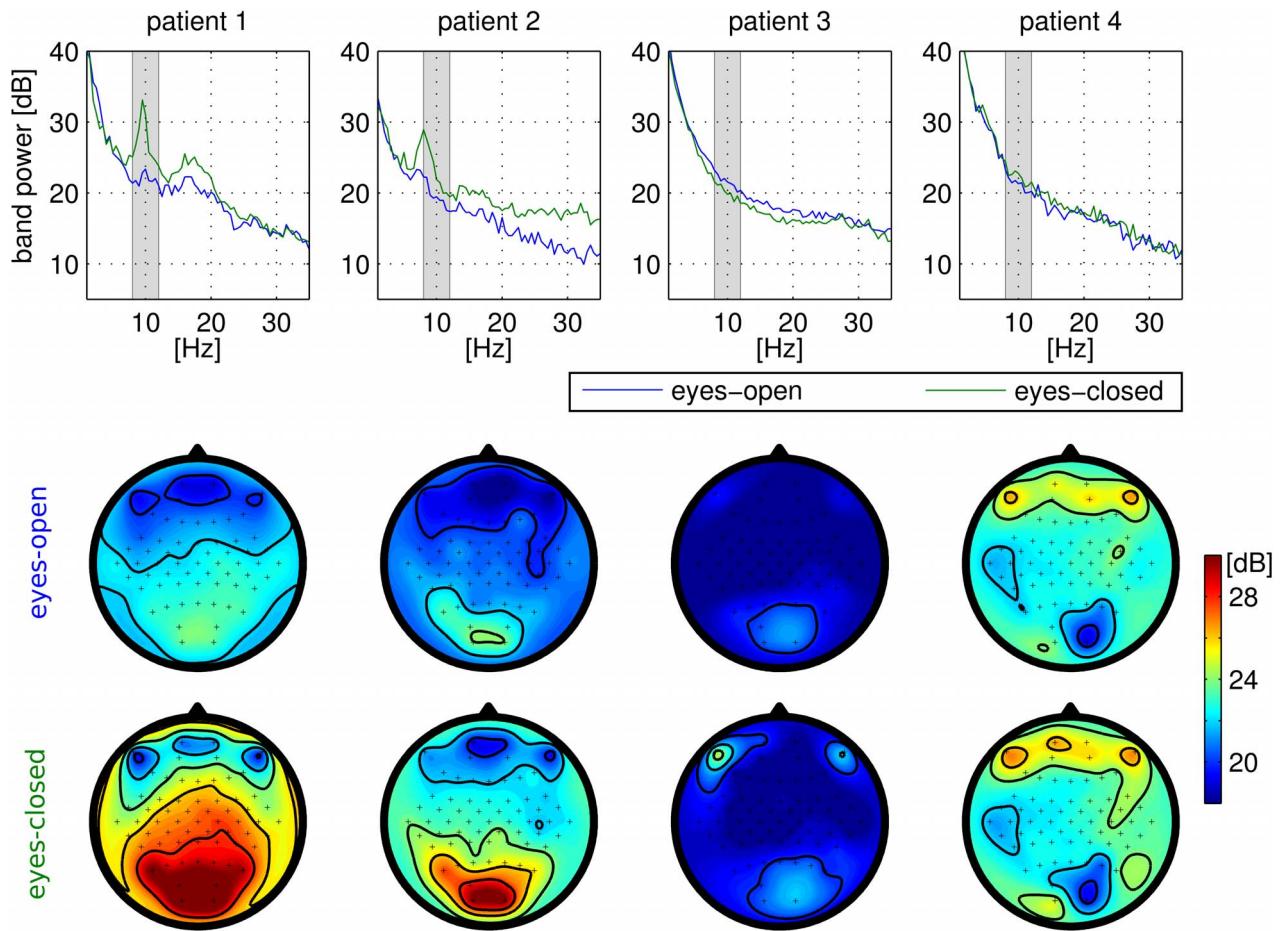 patient 1 patient 2 patient 3 patient 4
band power [dB]
40 40 40 40
30 30 30 30
20 20 20 20
10 10 10 10
10 20 30 10 20 30 10 20 30 10 20 30
[Hz] [Hz] [Hz] [Hz]
eyes−open eyes−closed
eyes-open
[dB]
28
24
20
eyes-closed